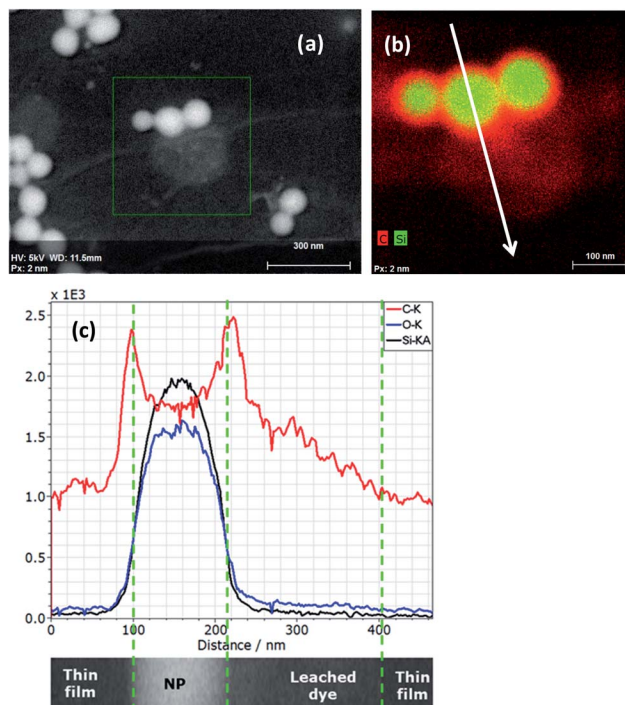 (a)
HV: 5kV WD: 11.5mm
Px: 2 nm
300 nm
(b)
C Si
Px: 2 nm
100 nm
x 1E3
(c)
C-K
O-K
Si-KA
2.5
2.0
1.5
1.0
0.5
0.0
0 100 200 300 400
Distance / nm
Thin film
NP
Leached dye
Thin film